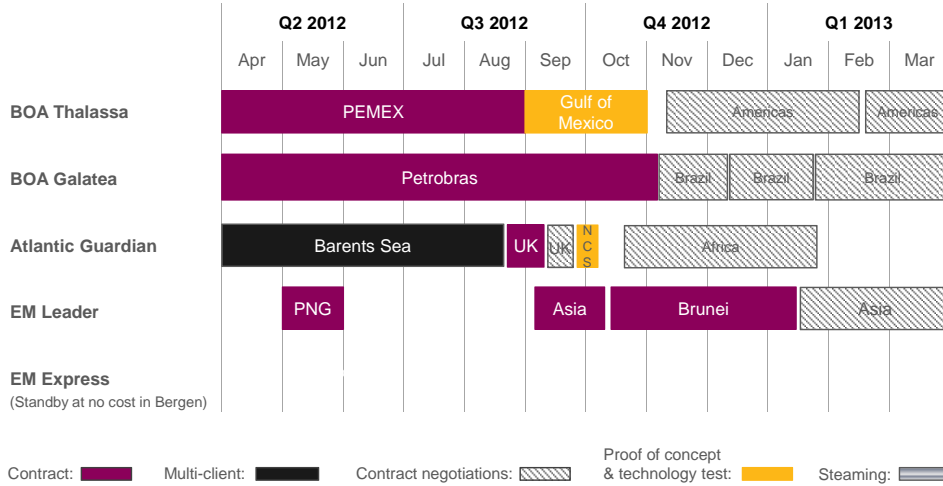 Q2 2012 Q3 2012 Q4 2012 Q1 2013
Apr May Jun Jul Aug Sep Oct Nov Dec Jan Feb Mar
BOA Thalassa PEMEX Gulf of Mexico Americas Americas
BOA Galatea Petrobras Brazil Brazil Brazil
Atlantic Guardian Barents Sea UK UK NCS Africa
EM Leader PNG Asia Brunei Asia
EM Express
(Standby at no cost in Bergen)
Contract: Multi-client: Contract negotiations: Proof of concept & technology test: Steaming: